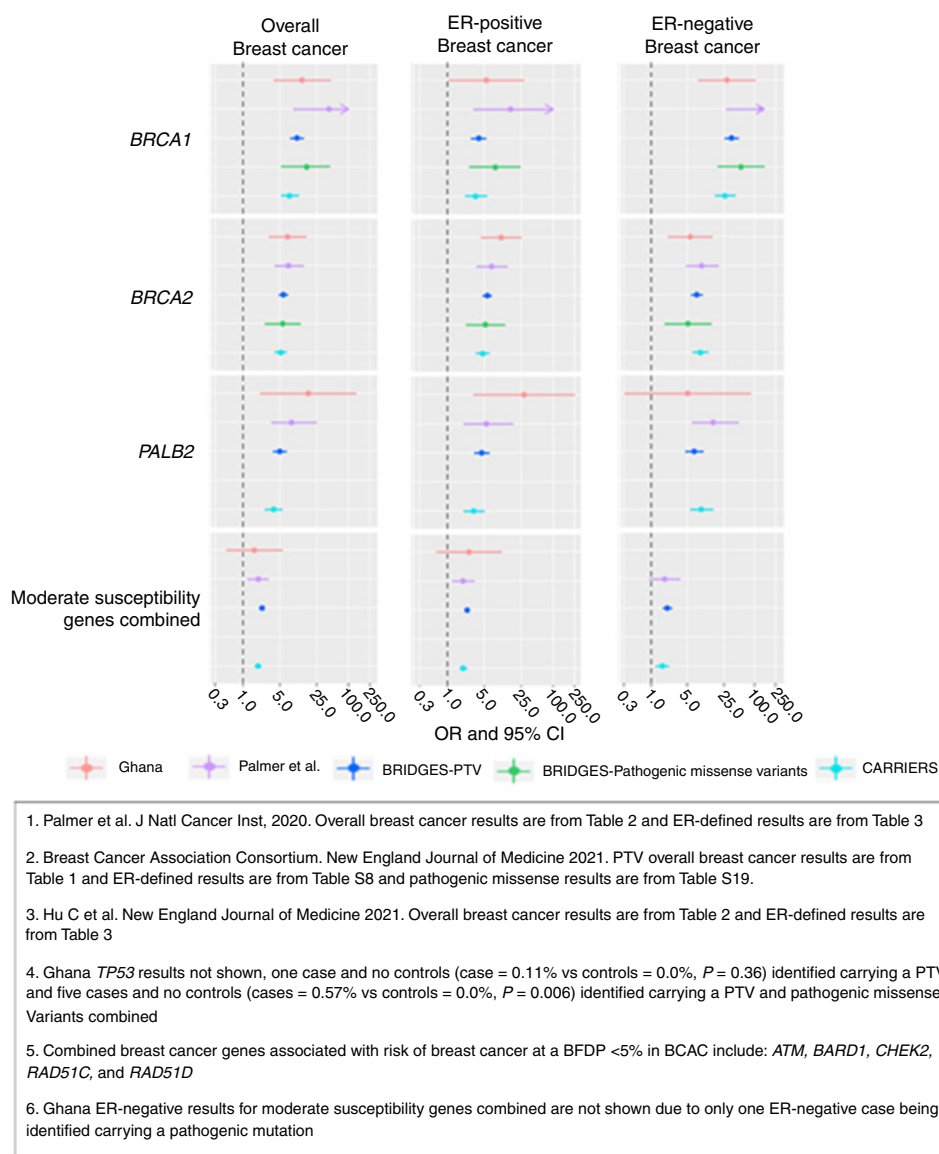 Overall
Breast cancer
ER-positive
Breast cancer
ER-negative
Breast cancer
BRCA1
BRCA2
PALB2
Moderate susceptibility
genes combined
0.3 1.0 5.0 25.0 100.0 250.0
0.3 1.0 5.0 25.0 100.0 250.0
0.3 1.0 5.0 25.0 100.0 250.0
OR and 95% CI
Ghana Palmer et al. BRIDGES-PTV BRIDGES-Pathogenic missense variants CARRIERS
1. Palmer et al. J Natl Cancer Inst, 2020. Overall breast cancer results are from Table 2 and ER-defined results are from Table 3
2. Breast Cancer Association Consortium. New England Journal of Medicine 2021. PTV overall breast cancer results are from
Table 1 and ER-defined results are from Table S8 and pathogenic missense results are from Table S19.
3. Hu C et al. New England Journal of Medicine 2021. Overall breast cancer results are from Table 2 and ER-defined results are
from Table 3
4. Ghana TP53 results not shown, one case and no controls (case = 0.11% vs controls = 0.0%, P = 0.36) identified carrying a PTV
and five cases and no controls (cases = 0.57% vs controls = 0.0%, P = 0.006) identified carrying a PTV and pathogenic missense
Variants combined
5. Combined breast cancer genes associated with risk of breast cancer at a BFDP <5% in BCAC include: ATM, BARD1, CHEK2,
RAD51C, and RAD51D
6. Ghana ER-negative results for moderate susceptibility genes combined are not shown due to only one ER-negative case being
identified carrying a pathogenic mutation